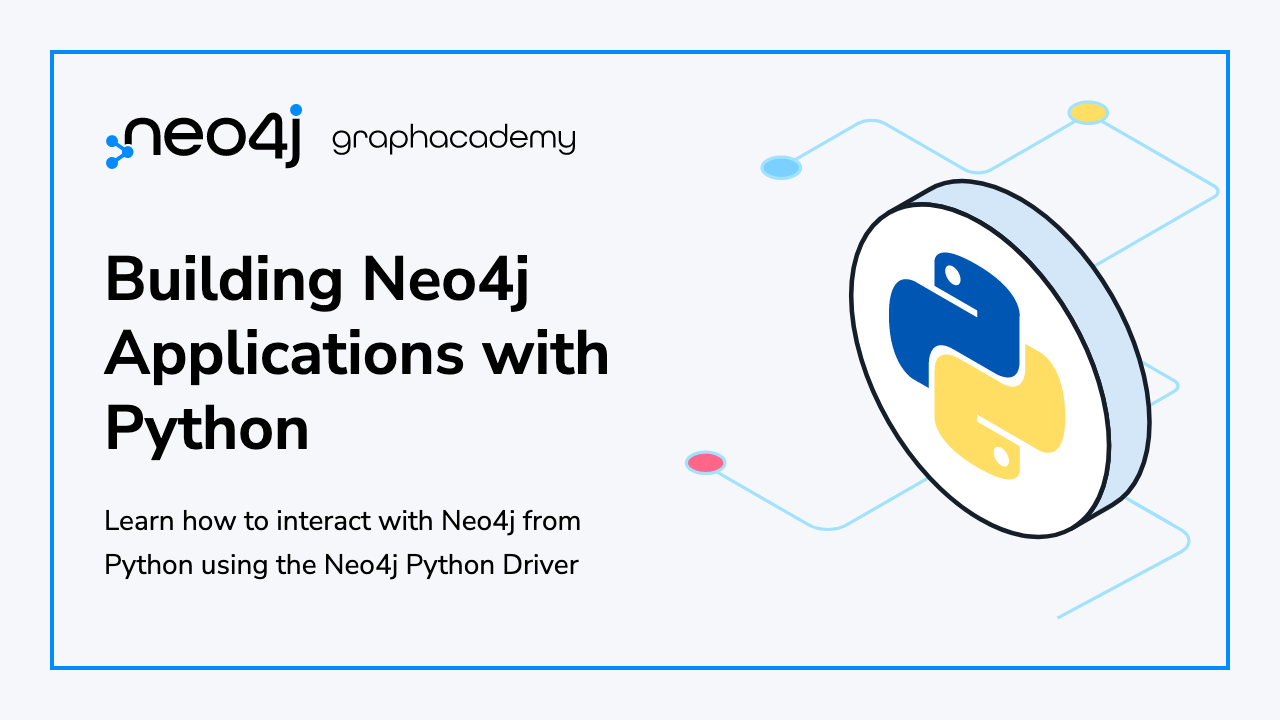 neo4j graphacademy
Building Neo4j
Applications with
Python
Learn how to interact with Neo4j from
Python using the Neo4j Python Driver